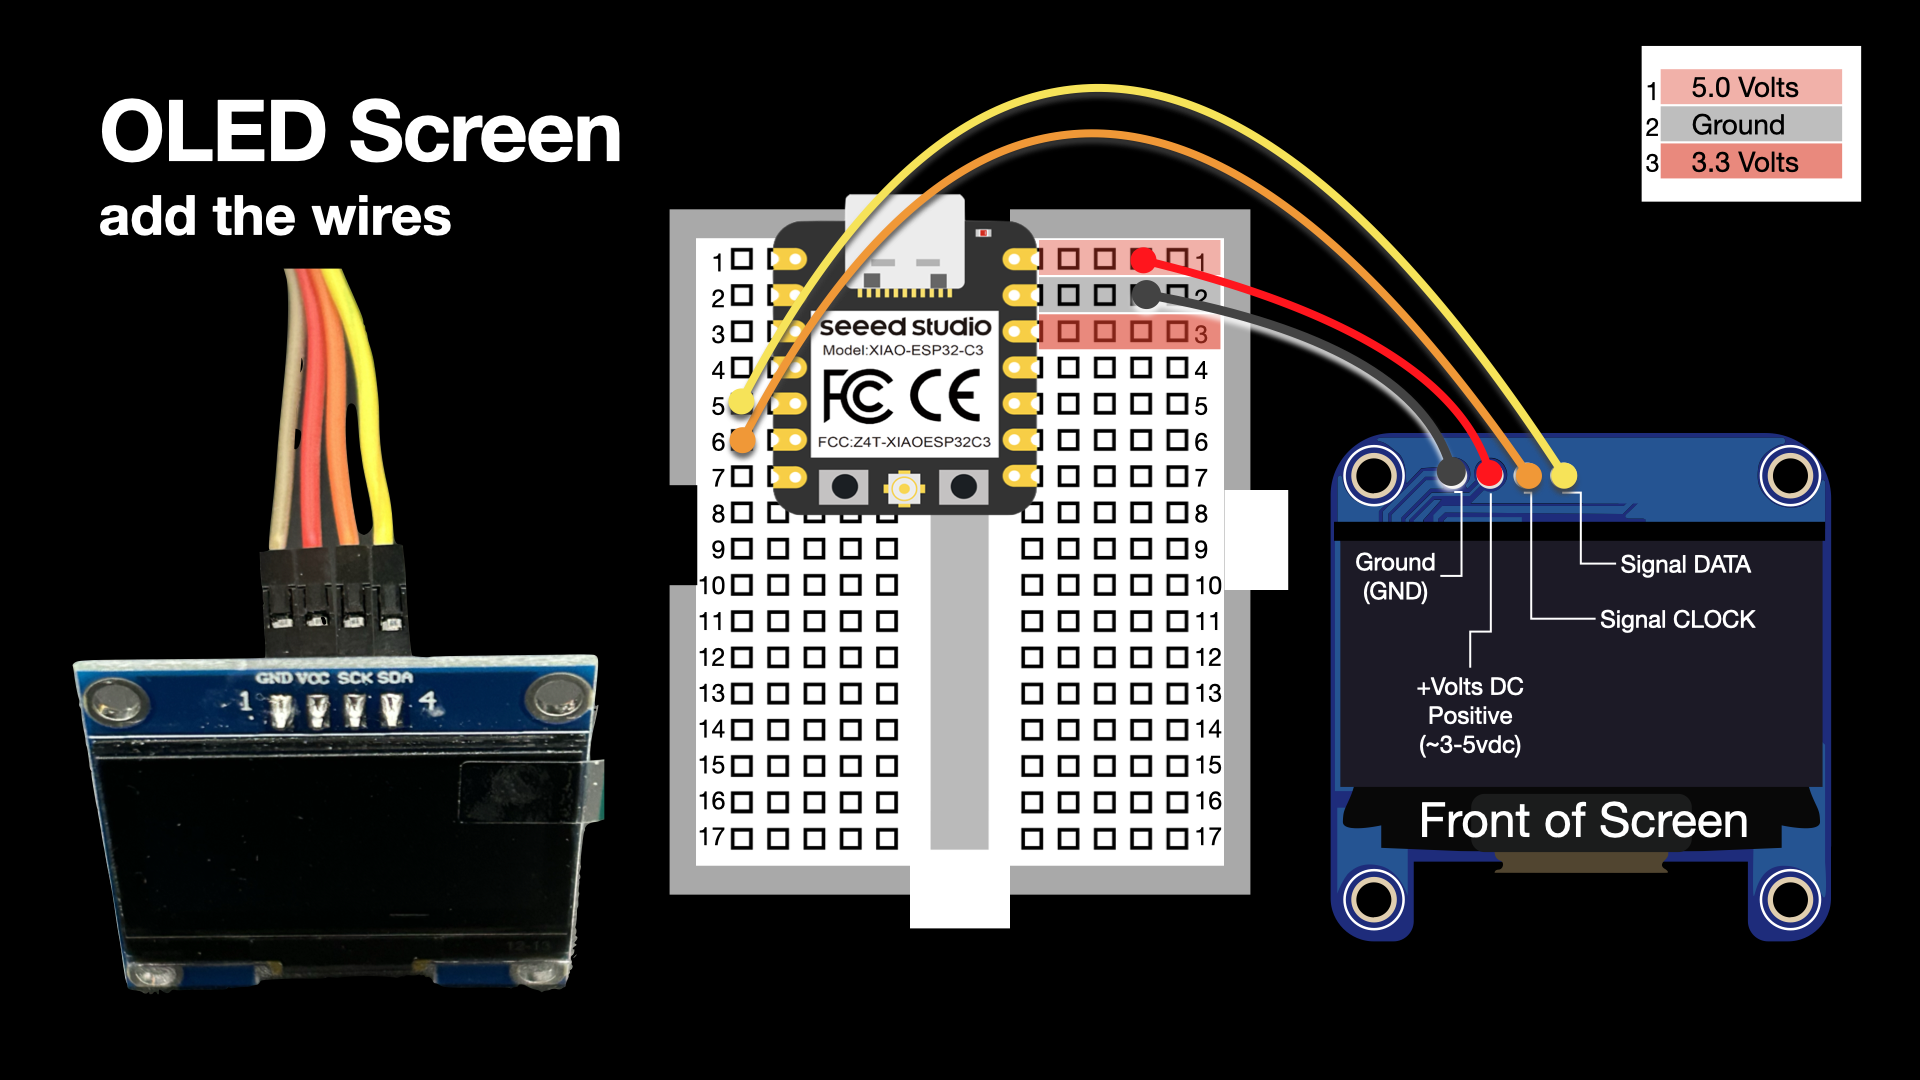 OLED Screen
add the wires
1 5.0 Volts
2 Ground
3 3.3 Volts
seeed studio
Model:XIAO-ESP32-C3
FC CE
FCC:Z4T-XIAOESP32C3
1 1
2 2
3 3
4 4
5 5
6 6
7 7
8 8
9 9
10 10
11 11
12 12
13 13
14 14
15 15
16 16
17 17
GND VCC SCK SDA
1 4
12-13
Ground
(GND)
Signal DATA
Signal CLOCK
+Volts DC
Positive
(~3-5vdc)
Front of Screen